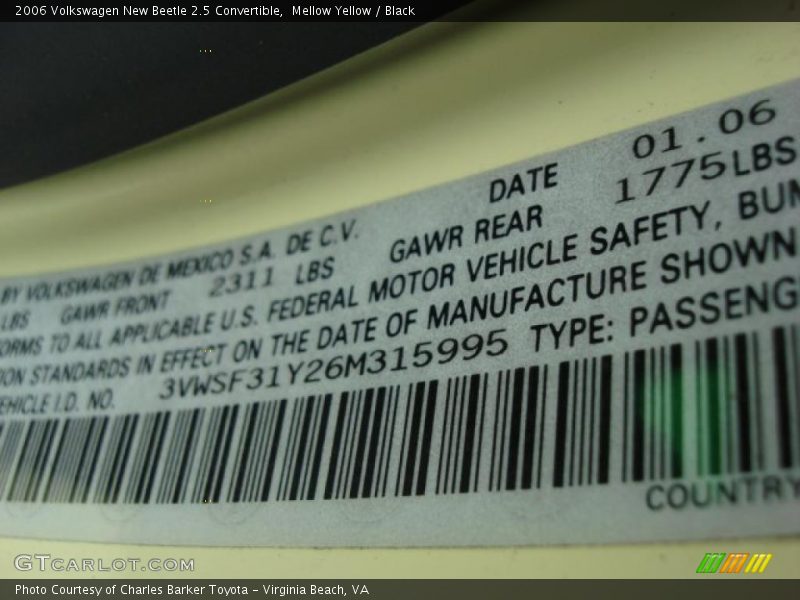 2006 Volkswagen New Beetle 2.5 Convertible,  Mellow Yellow / Black
DATE 01 . 06
BY VOLKSWAGEN DE MEXICO S.A. DE C.V.
LBS GAWR FRONT 2311 LBS GAWR REAR 1775LBS
ORMS TO ALL APPLICABLE U.S. FEDERAL MOTOR VEHICLE SAFETY, BUM
ION STANDARDS IN EFFECT ON THE DATE OF MANUFACTURE SHOWN
EHICLE I.D. NO. 3VWSF31Y26M315995 TYPE: PASSENG
COUNTRY
GTCARLOT.COM
Photo Courtesy of Charles Barker Toyota - Virginia Beach, VA